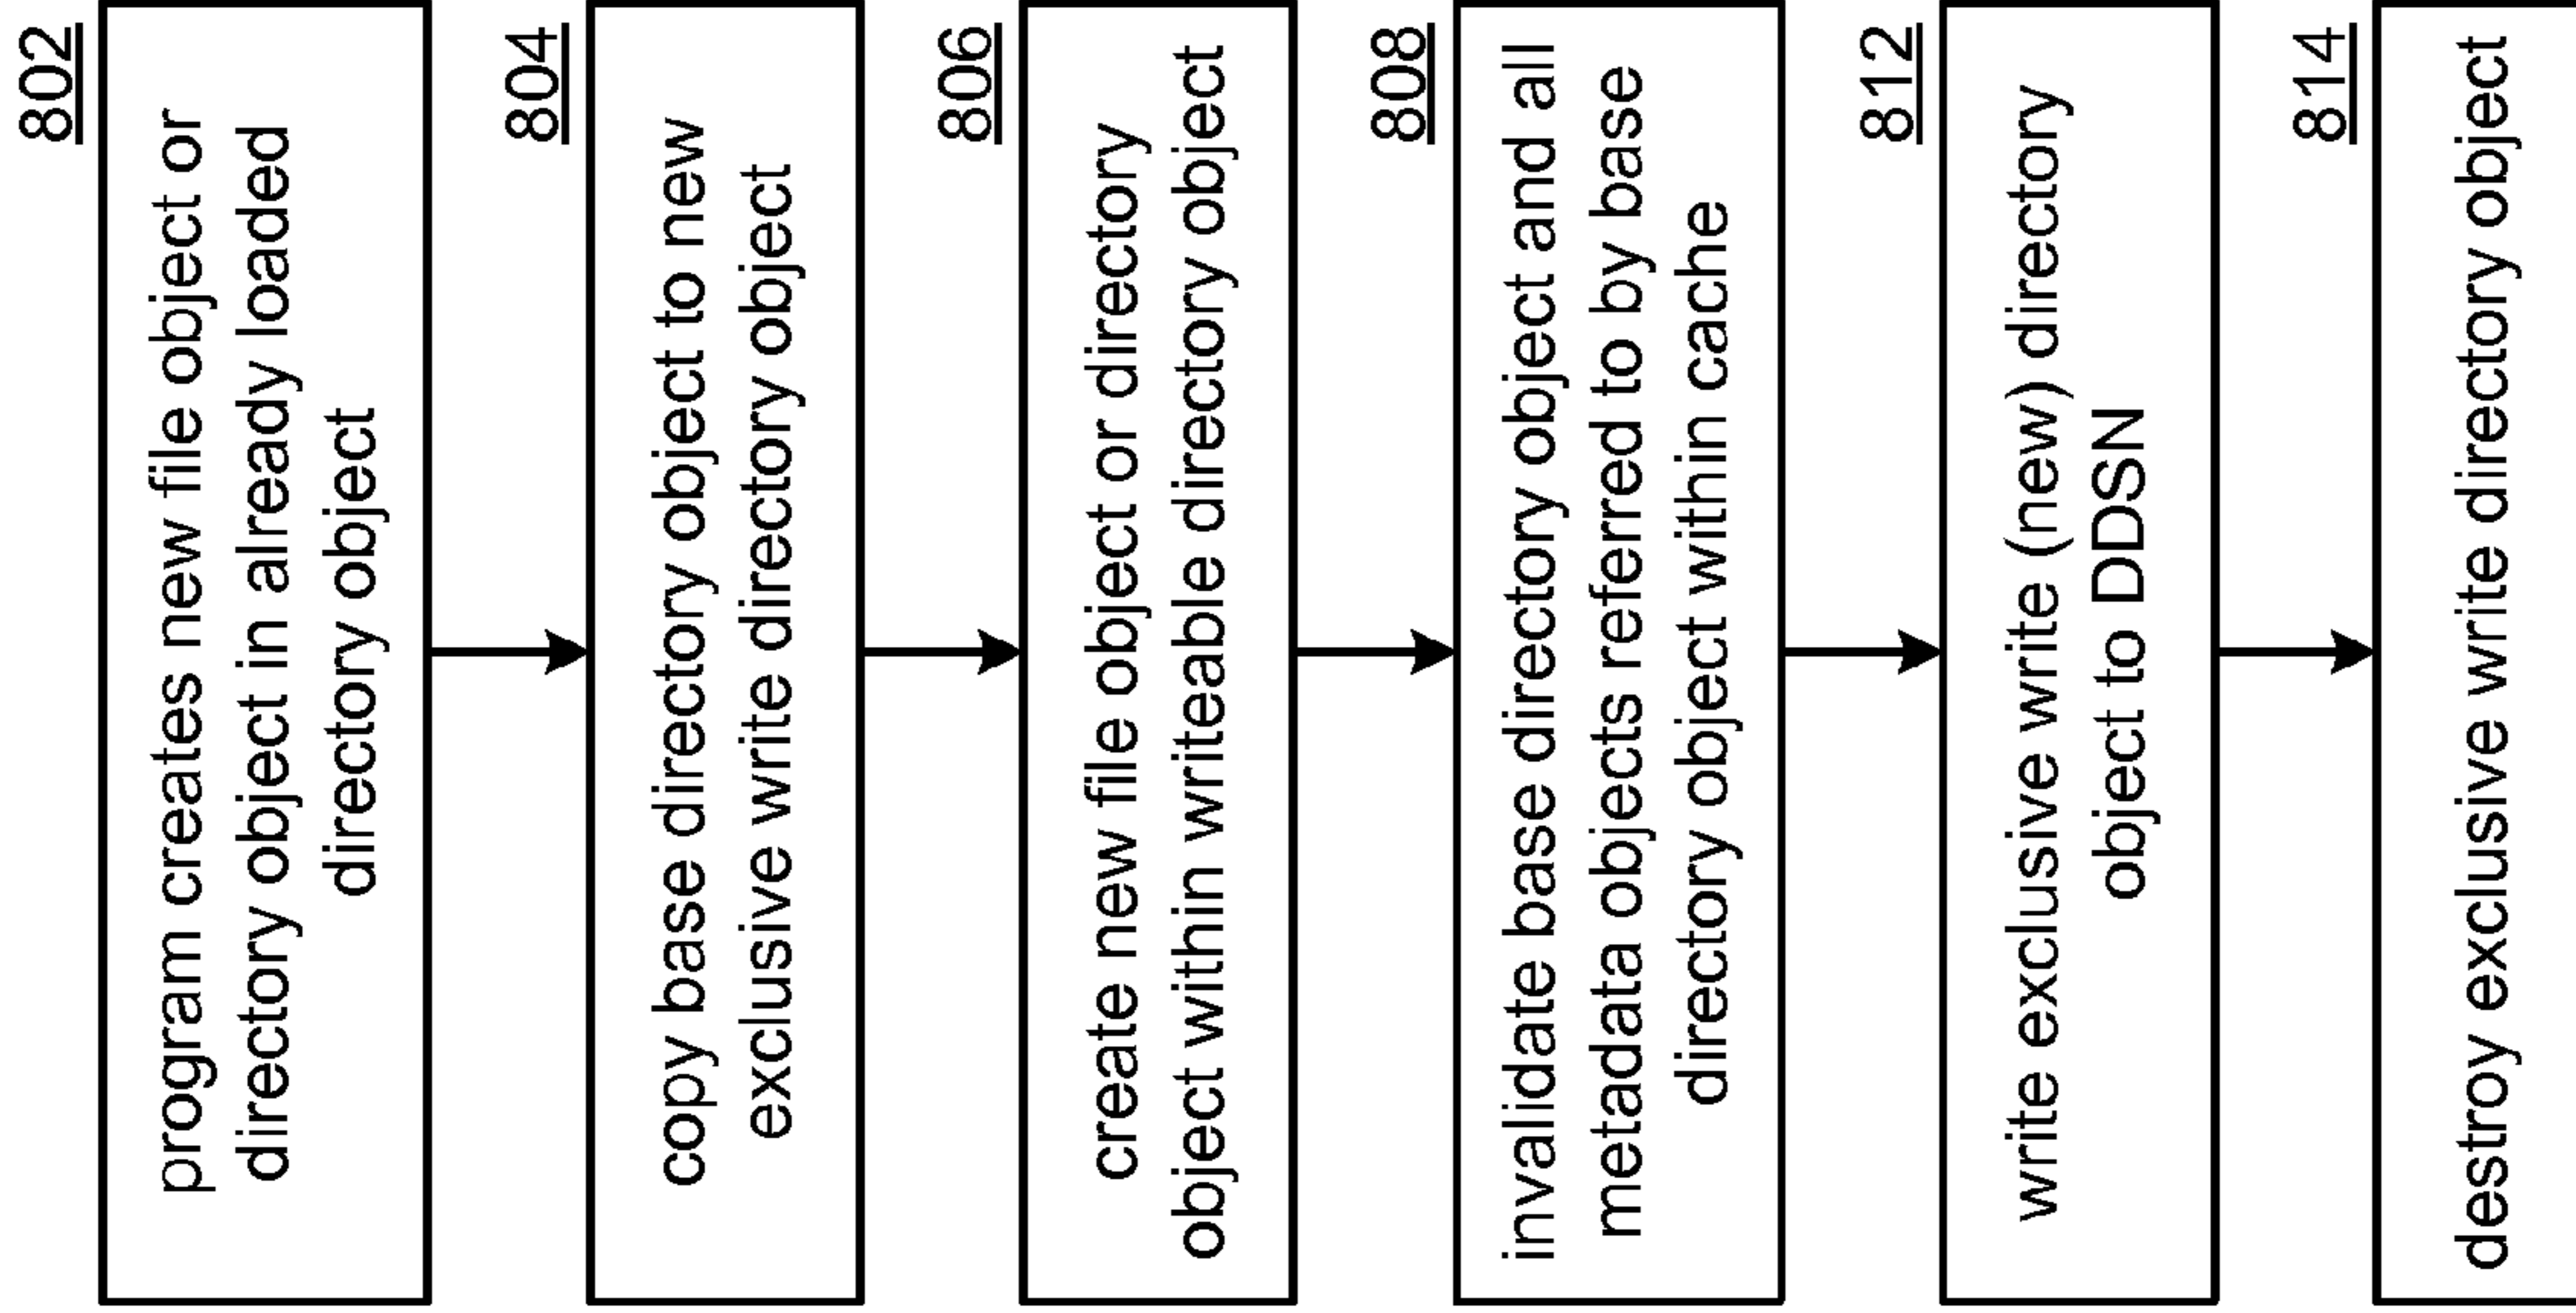 802
program creates new file object or
directory object in already loaded
directory object
804
copy base directory object to new
exclusive write directory object
806
create new file object or directory
object within writeable directory object
808
invalidate base directory object and all
metadata objects referred to by base
directory object within cache
812
write exclusive write (new) directory
object to DDSN
814
destroy exclusive write directory object